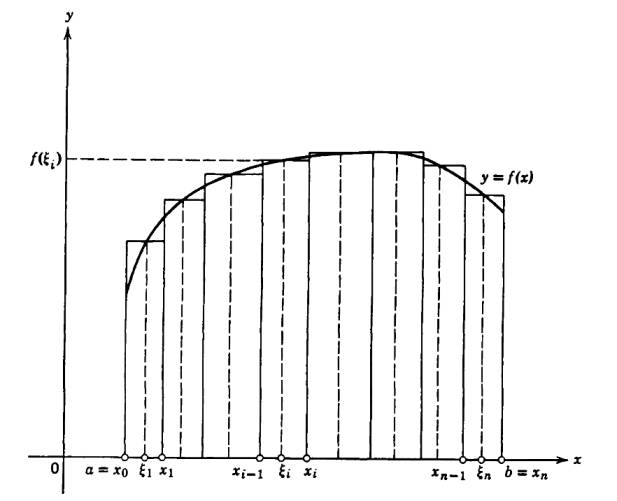 y
f(ξᵢ)
y = f(x)
x
0 a = x₀ ξ₁ x₁ xᵢ₋₁ ξᵢ xᵢ xₙ₋₁ ξₙ b = xₙ